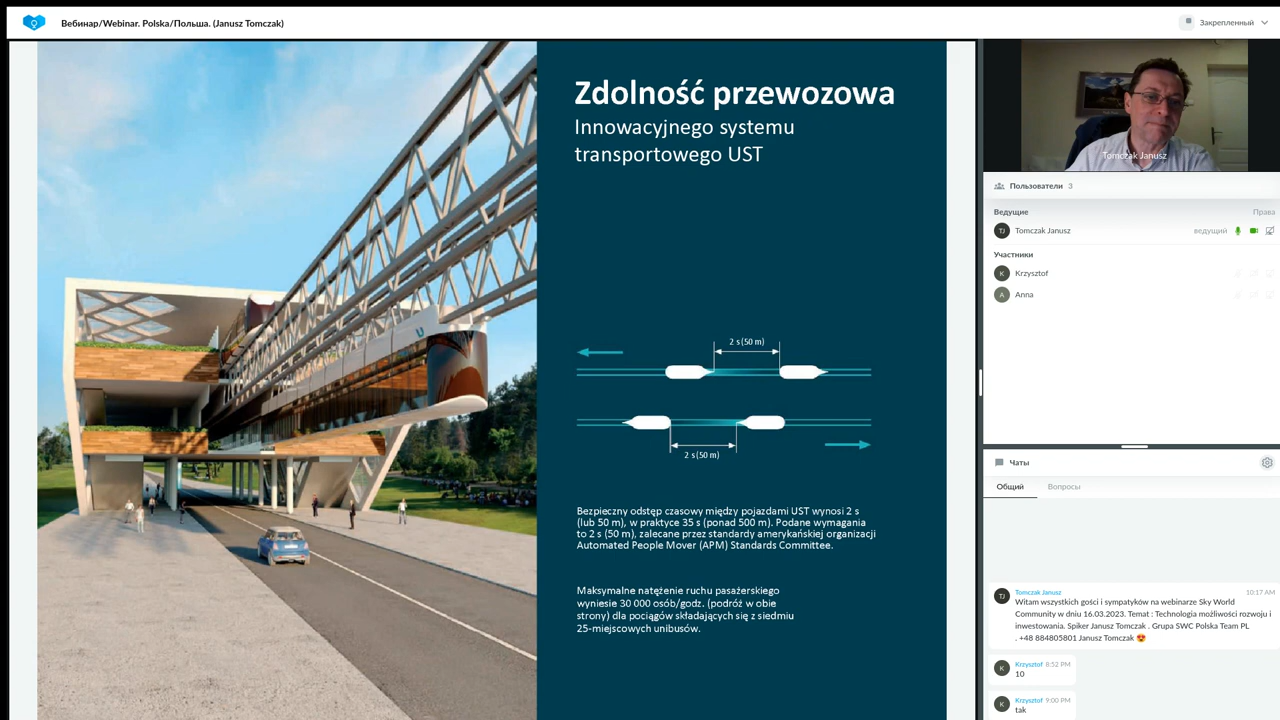 Вебинар/Webinar. Polska/Польша. (Janusz Tomczak)
Закрепленный
Zdolność przewozowa
Innowacyjnego systemu
transportowego UST
2 s (50 m)
2 s (50 m)
Bezpieczny odstęp czasowy między pojazdami UST wynosi 2 s
(lub 50 m), w praktyce 35 s (ponad 500 m). Podane wymagania
to 2 s (50 m), zalecane przez standardy amerykańskiej organizacji
Automated People Mover (APM) Standards Committee.
Maksymalne natężenie ruchu pasażerskiego
wyniesie 30 000 osób/godz. (podróż w obie
strony) dla pociągów składających się z siedmiu
25-miejscowych unibusów.
Tomczak Janusz
Пользователи 3
Ведущие Права
TJ Tomczak Janusz ведущий
Участники
K Krzysztof
A Anna
Чаты
Общий Вопросы
TJ Tomczak Janusz 10:17 AM
Witam wszystkich gości i sympatyków na webinarze Sky World
Community w dniu 16.03.2023. Temat : Technologia możliwości rozwoju i
inwestowania. Spiker Janusz Tomczak . Grupa SWC Polska Team PL
. +48 884805801 Janusz Tomczak 😍
K Krzysztof 8:52 PM
10
K Krzysztof 9:00 PM
tak